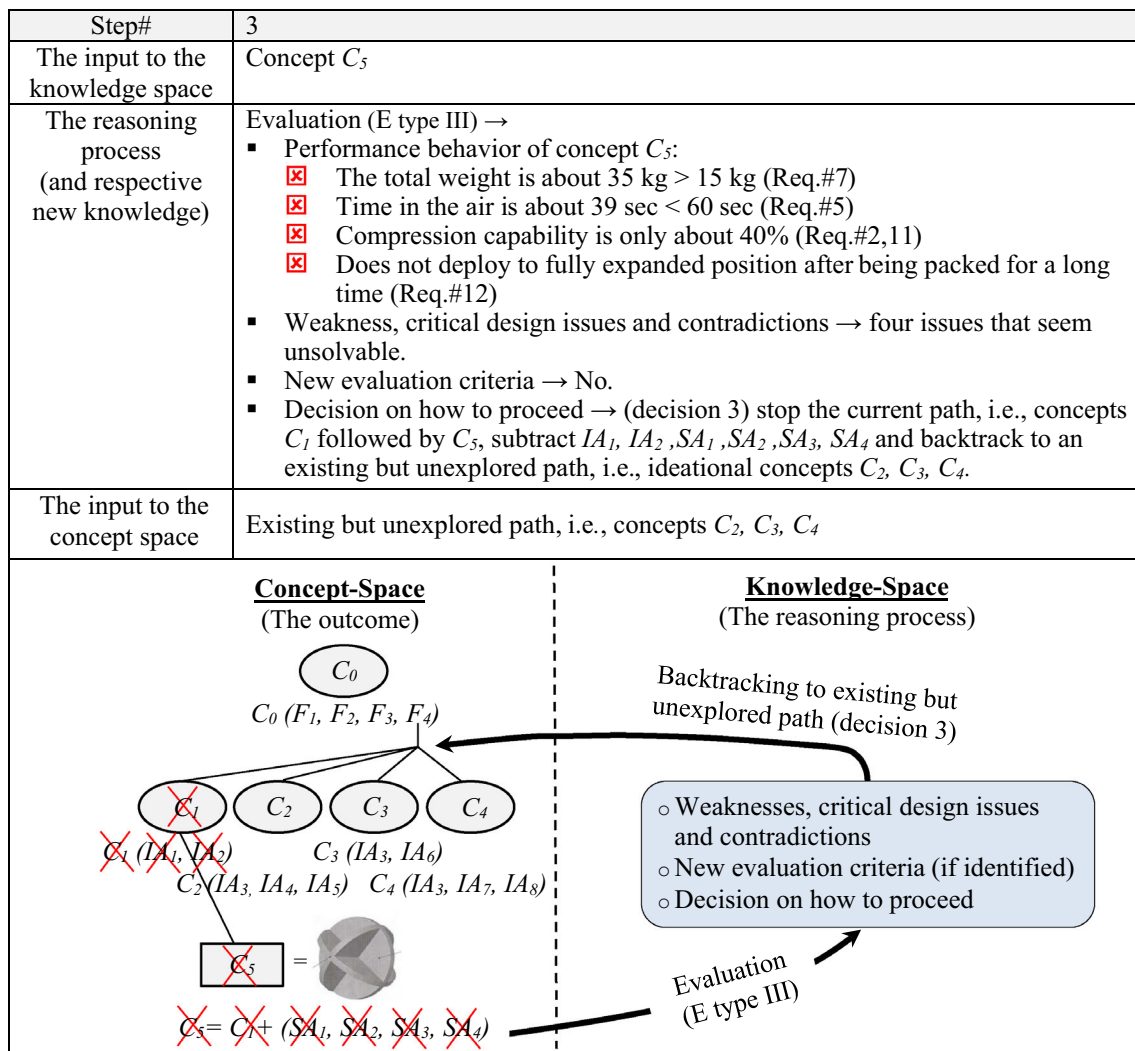 Step#
3
The input to the
knowledge space
Concept C5
The reasoning
process
(and respective
new knowledge)
Evaluation (E type III) →
▪ Performance behavior of concept C5:
☒ The total weight is about 35 kg > 15 kg (Req.#7)
☒ Time in the air is about 39 sec < 60 sec (Req.#5)
☒ Compression capability is only about 40% (Req.#2,11)
☒ Does not deploy to fully expanded position after being packed for a long
time (Req.#12)
▪ Weakness, critical design issues and contradictions → four issues that seem
unsolvable.
▪ New evaluation criteria → No.
▪ Decision on how to proceed → (decision 3) stop the current path, i.e., concepts
C1 followed by C5, subtract IA1, IA2 ,SA1 ,SA2 ,SA3, SA4 and backtrack to an
existing but unexplored path, i.e., ideational concepts C2, C3, C4.
The input to the
concept space
Existing but unexplored path, i.e., concepts C2, C3, C4
Concept-Space
(The outcome)
C0
C0 (F1, F2, F3, F4)
C1
C2
C3
C4
C1 (IA1, IA2)
C3 (IA3, IA6)
C2 (IA3, IA4, IA5)
C4 (IA3, IA7, IA8)
C5
=
C5= C1+ (SA1, SA2, SA3, SA4)
Knowledge-Space
(The reasoning process)
Backtracking to existing but
unexplored path (decision 3)
○ Weaknesses, critical design issues
and contradictions
○ New evaluation criteria (if identified)
○ Decision on how to proceed
Evaluation
(E type III)